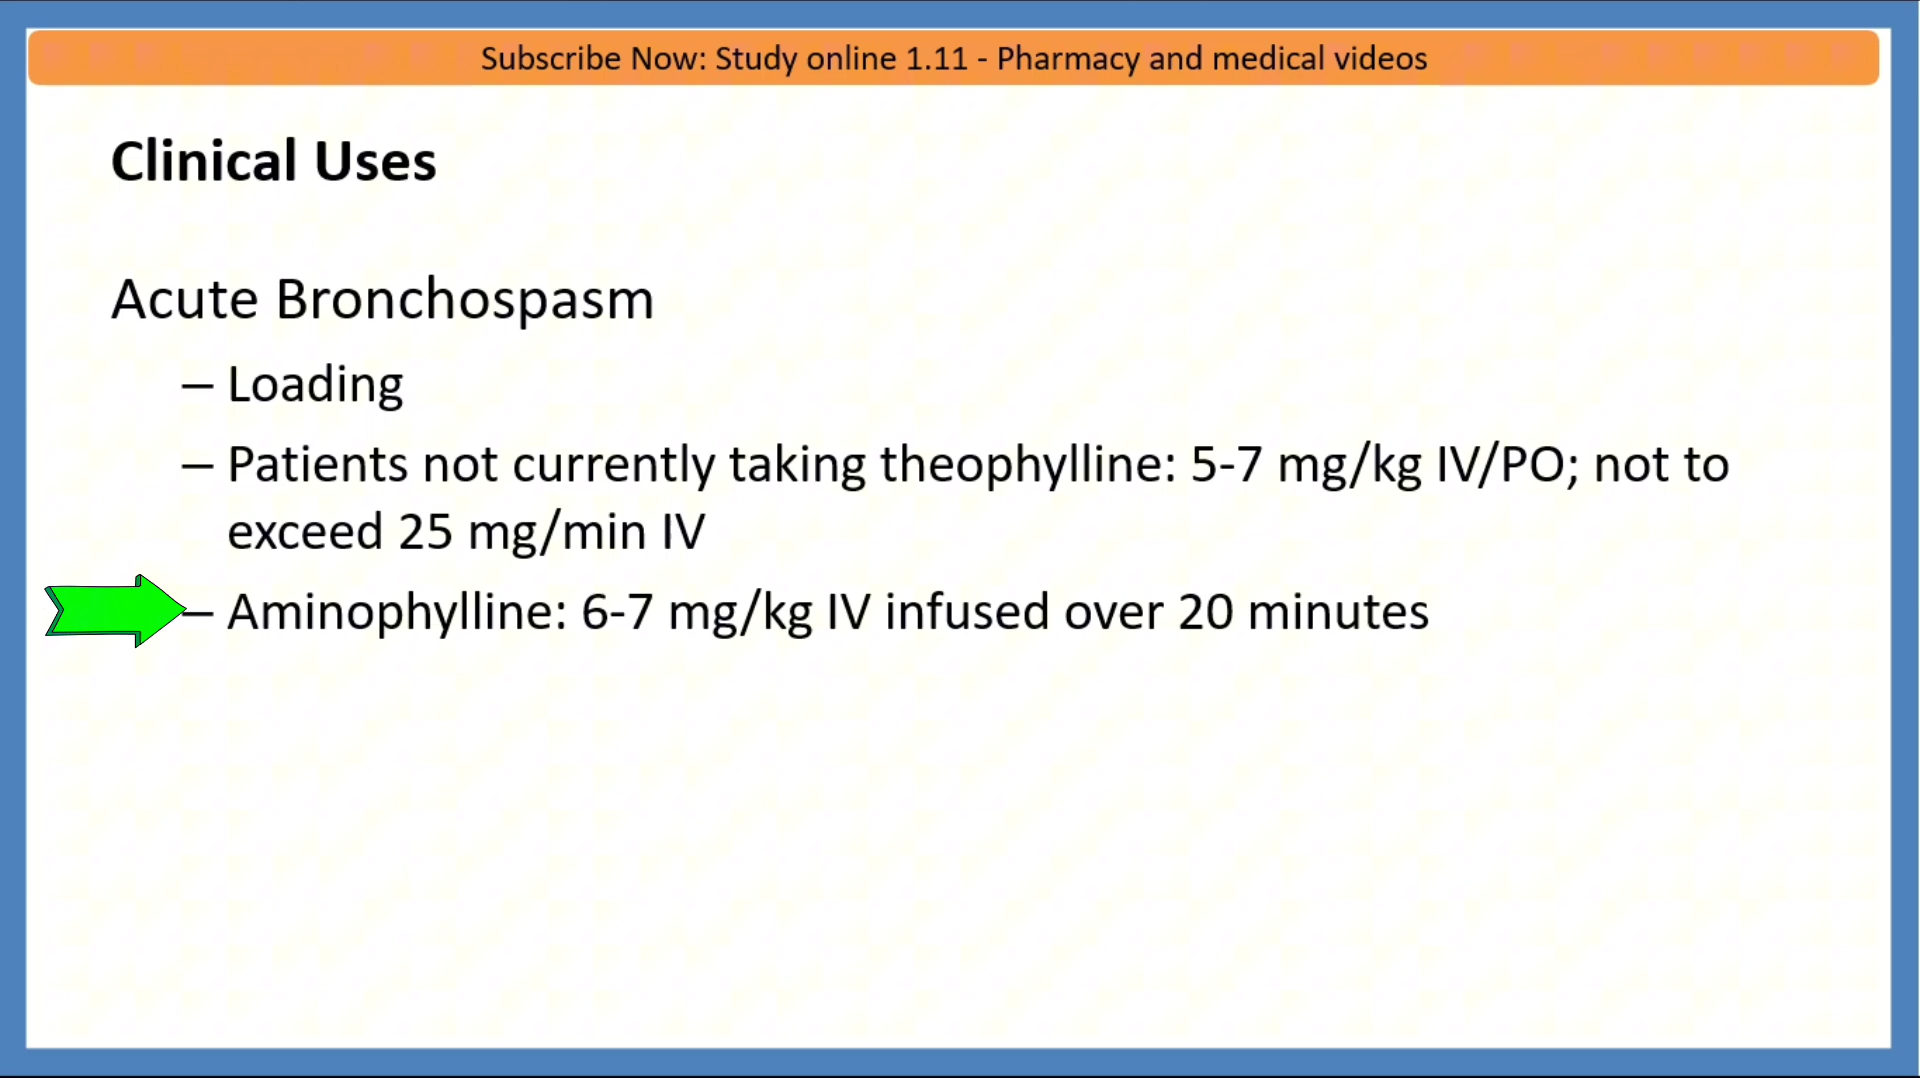 Subscribe Now: Study online 1.11 - Pharmacy and medical videos
Clinical Uses
Acute Bronchospasm
– Loading
– Patients not currently taking theophylline: 5-7 mg/kg IV/PO; not to
exceed 25 mg/min IV
– Aminophylline: 6-7 mg/kg IV infused over 20 minutes